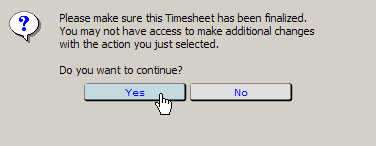 Please make sure this Timesheet has been finalized.
You may not have access to make additional changes
with the action you just selected.
Do you want to continue?
Yes No